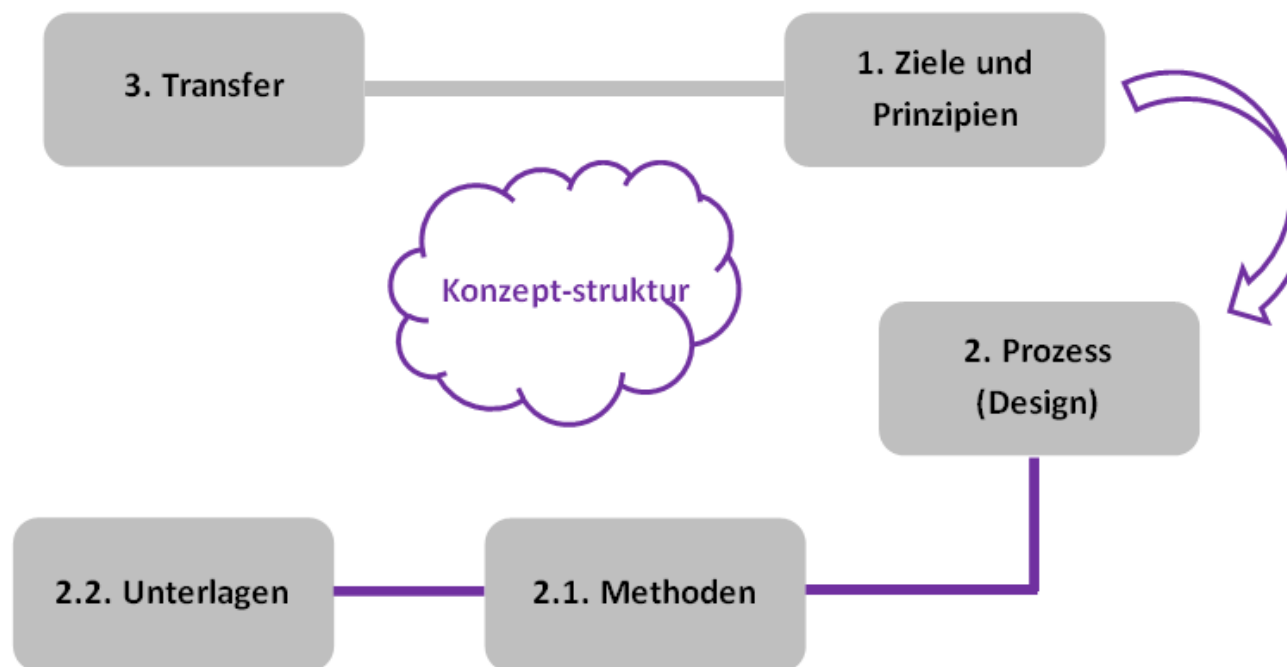 3. Transfer
1. Ziele und
Prinzipien
Konzept-struktur
2. Prozess
(Design)
2.2. Unterlagen
2.1. Methoden